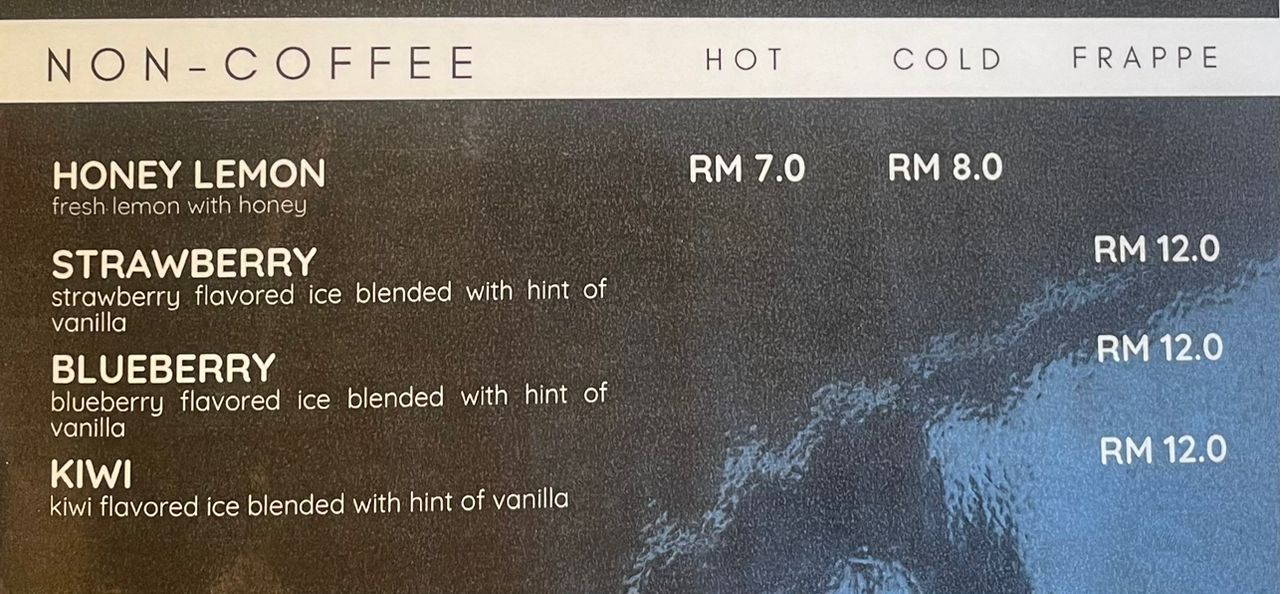 NON-COFFEE HOT COLD FRAPPE
HONEY LEMON RM 7.0 RM 8.0
fresh lemon with honey
STRAWBERRY RM 12.0
strawberry flavored ice blended with hint of
vanilla
BLUEBERRY RM 12.0
blueberry flavored ice blended with hint of
vanilla
KIWI RM 12.0
kiwi flavored ice blended with hint of vanilla